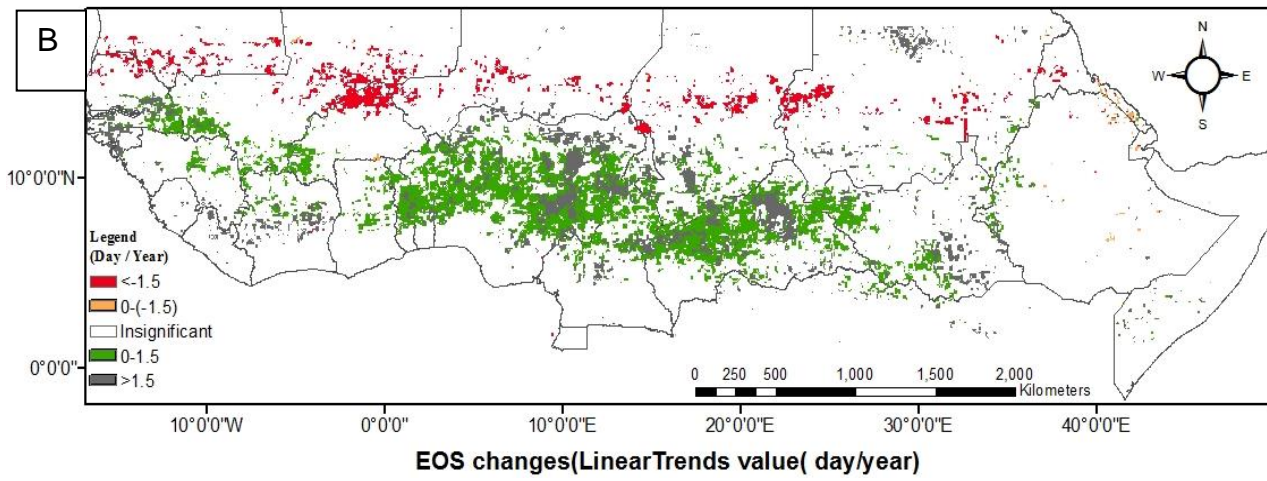 B
N
W E
S
10°0'0"N
0°0'0"
Legend
(Day / Year)
<-1.5
0-(-1.5)
Insignificant
0-1.5
>1.5
0 250 500 1,000 1,500 2,000
Kilometers
10°0'0"W 0°0'0" 10°0'0"E 20°0'0"E 30°0'0"E 40°0'0"E
EOS changes(LinearTrends value( day/year)